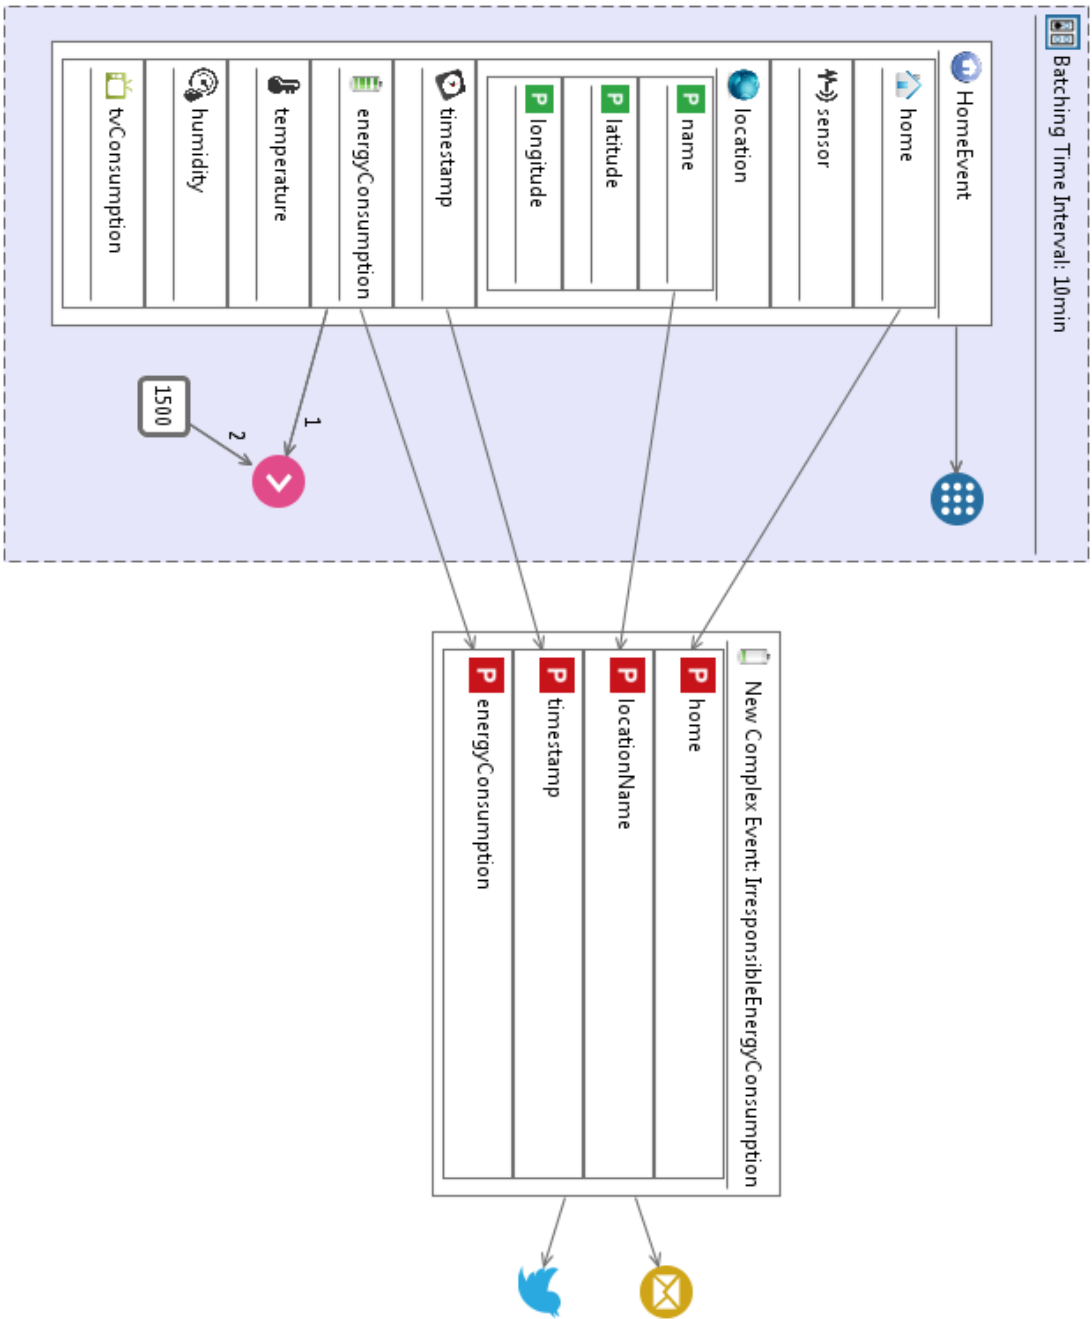 Batching Time Interval: 10min
HomeEvent
home
sensor
location
P name
P latitude
P longitude
timestamp
energyConsumption
temperature
humidity
tvConsumption
1
2
1500
>
New Complex Event: IrresponsibleEnergyConsumption
P home
P locationName
P timestamp
P energyConsumption